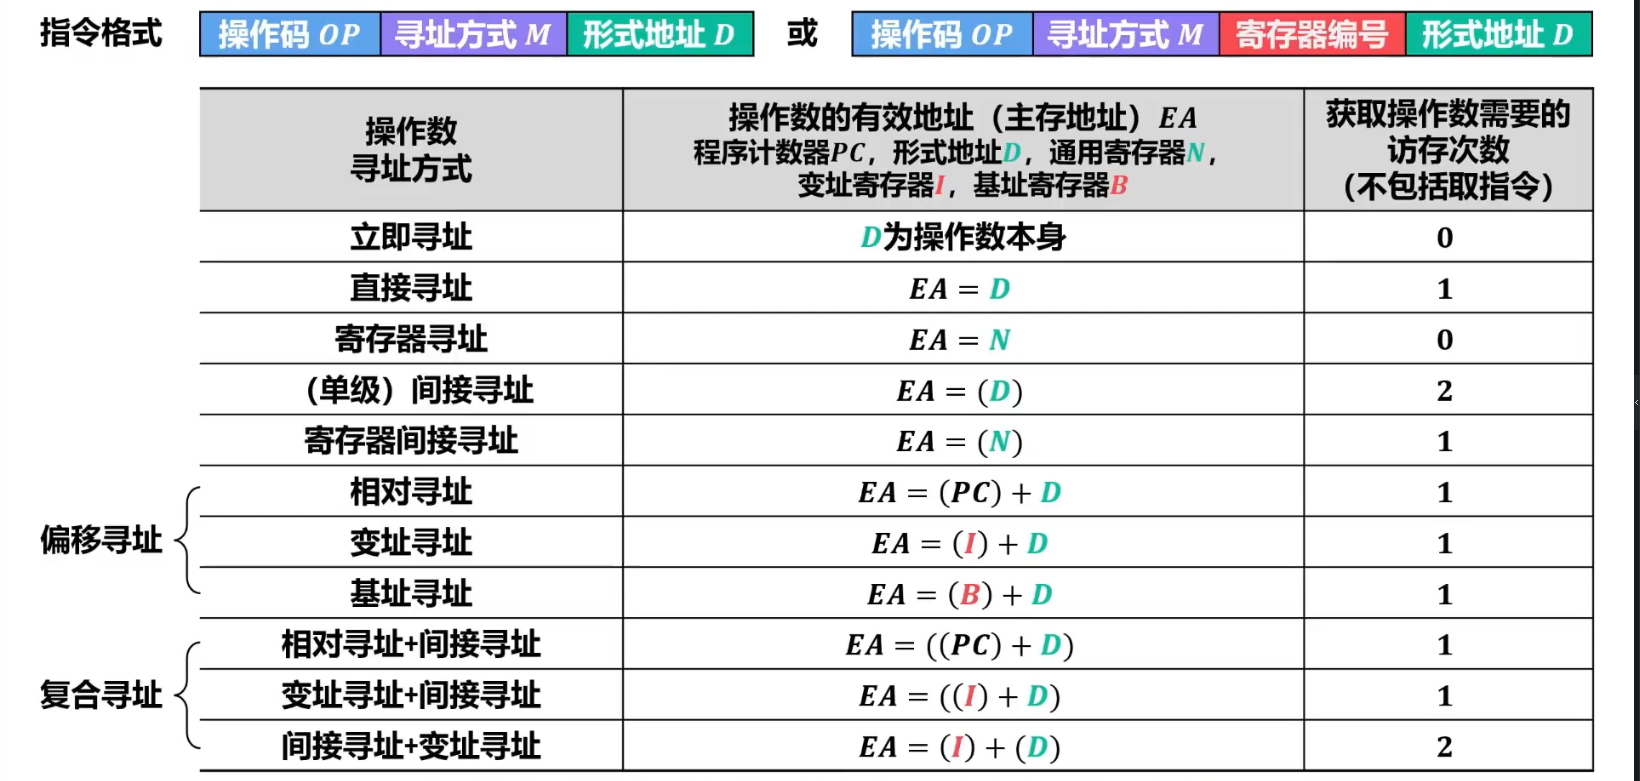 指令格式 操作码 OP 寻址方式 M 形式地址 D 或 操作码 OP 寻址方式 M 寄存器编号 形式地址 D
操作数
寻址方式
操作数的有效地址（主存地址）EA
程序计数器PC，形式地址D，通用寄存器N，
变址寄存器I，基址寄存器B
获取操作数需要的
访存次数
（不包括取指令）
立即寻址 D为操作数本身 0
直接寻址 EA = D 1
寄存器寻址 EA = N 0
（单级）间接寻址 EA = (D) 2
寄存器间接寻址 EA = (N) 1
偏移寻址
相对寻址 EA = (PC) + D 1
变址寻址 EA = (I) + D 1
基址寻址 EA = (B) + D 1
复合寻址
相对寻址+间接寻址 EA = ((PC) + D) 1
变址寻址+间接寻址 EA = ((I) + D) 1
间接寻址+变址寻址 EA = (I) + (D) 2